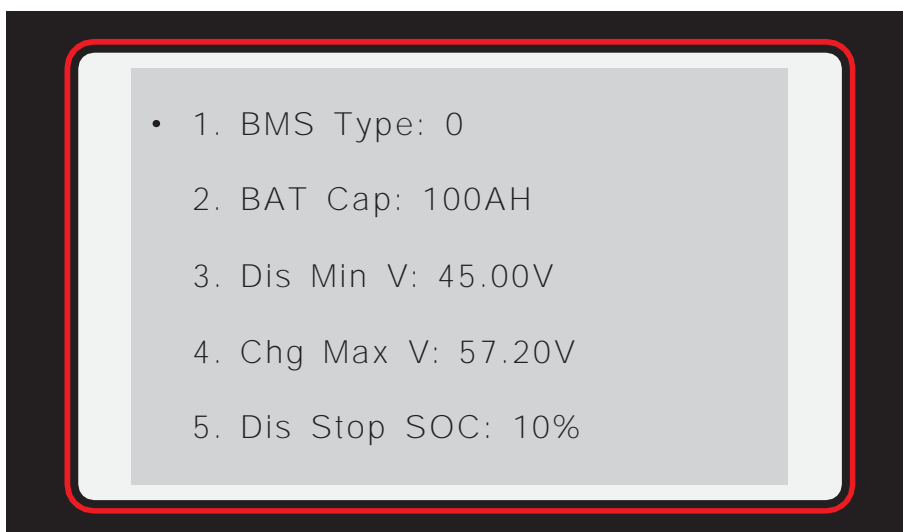 • 1. BMS Type: 0
2. BAT Cap: 100AH
3. Dis Min V: 45.00V
4. Chg Max V: 57.20V
5. Dis Stop SOC: 10%